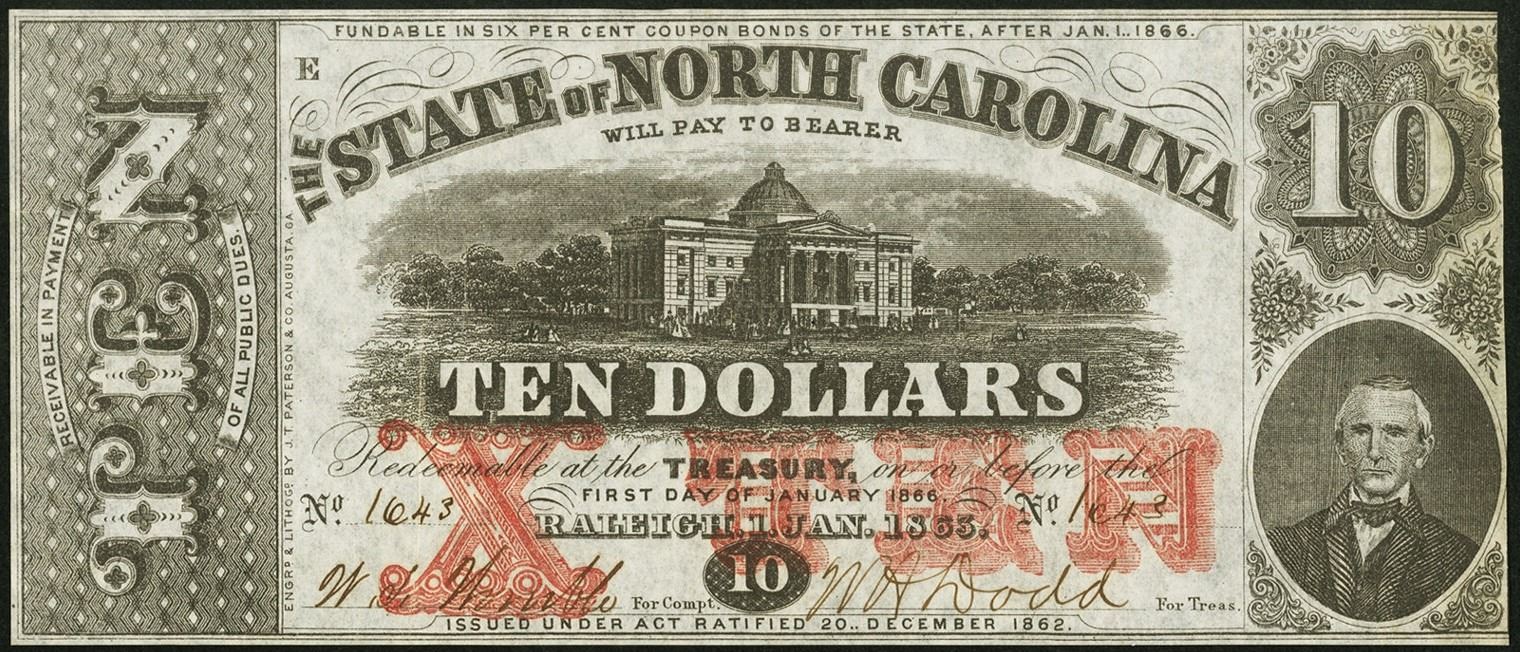 FUNDABLE IN SIX PER CENT COUPON BONDS OF THE STATE, AFTER JAN. 1.. 1866.
E
THE STATE OF NORTH CAROLINA
WILL PAY TO BEARER
10
TEN
RECEIVABLE IN PAYMENT
OF ALL PUBLIC DUES.
ENGRD & LITHOGD BY J.T. PATERSON & CO. AUGUSTA, GA.
TEN DOLLARS
X TEN
Redeemable at the TREASURY, on or before the
FIRST DAY OF JANUARY 1866.
No. 1643 No. 1643
RALEIGH, 1. JAN. 1863.
10
W. For Compt. W H Dodd For Treas.
ISSUED UNDER ACT RATIFIED 20.. DECEMBER 1862.